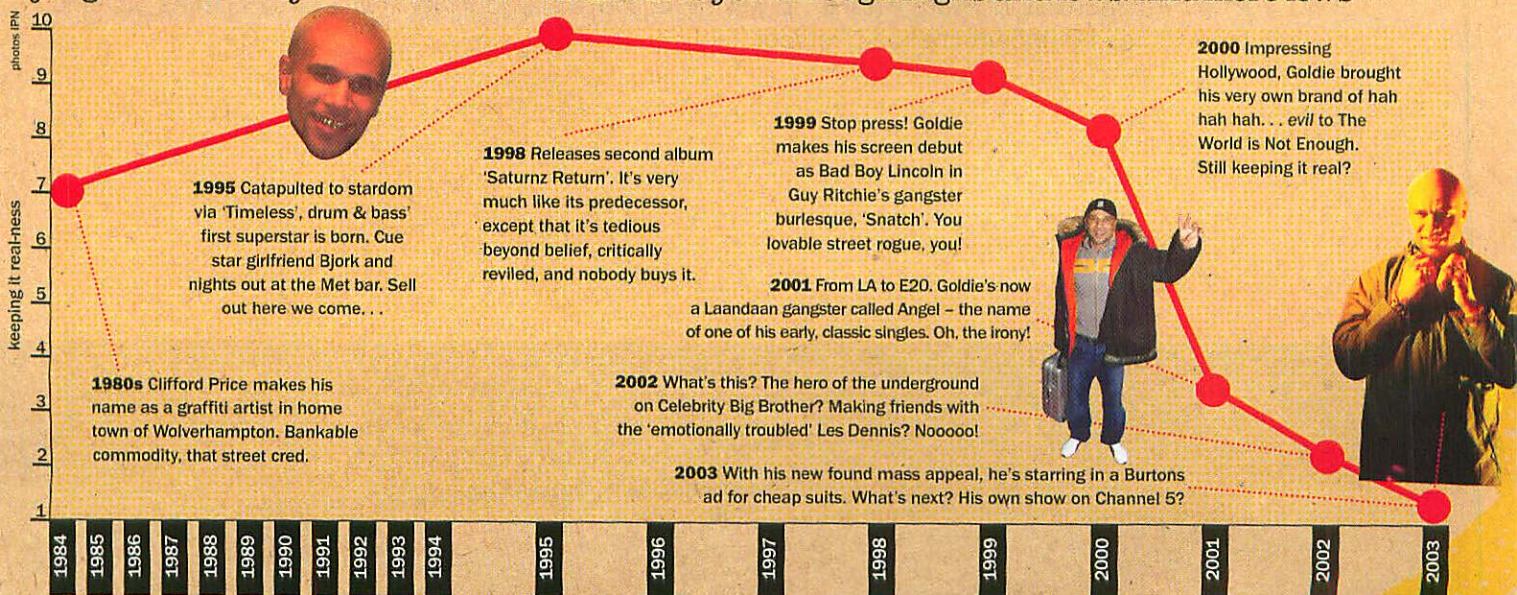 photos IPN
keeping it real-ness
10
9
8
7
6
5
4
3
2
1
1980s Clifford Price makes his
name as a graffiti artist in home
town of Wolverhampton. Bankable
commodity, that street cred.
1995 Catapulted to stardom
via 'Timeless', drum & bass'
first superstar is born. Cue
star girlfriend Bjork and
nights out at the Met bar. Sell
out here we come...
1998 Releases second album
'Saturnz Return'. It's very
much like its predecessor,
except that it's tedious
beyond belief, critically
reviled, and nobody buys it.
1999 Stop press! Goldie
makes his screen debut
as Bad Boy Lincoln in
Guy Ritchie's gangster
burlesque, 'Snatch'. You
lovable street rogue, you!
2000 Impressing
Hollywood, Goldie brought
his very own brand of hah
hah hah... evil to The
World is Not Enough.
Still keeping it real?
2001 From LA to E20. Goldie's now
a Laandaan gangster called Angel – the name
of one of his early, classic singles. Oh, the irony!
2002 What's this? The hero of the underground
on Celebrity Big Brother? Making friends with
the 'emotionally troubled' Les Dennis? Nooooo!
2003 With his new found mass appeal, he's starring in a Burtons
ad for cheap suits. What's next? His own show on Channel 5?
1984
1985
1986
1987
1988
1989
1990
1991
1992
1993
1994
1995
1996
1997
1998
1999
2000
2001
2002
2003